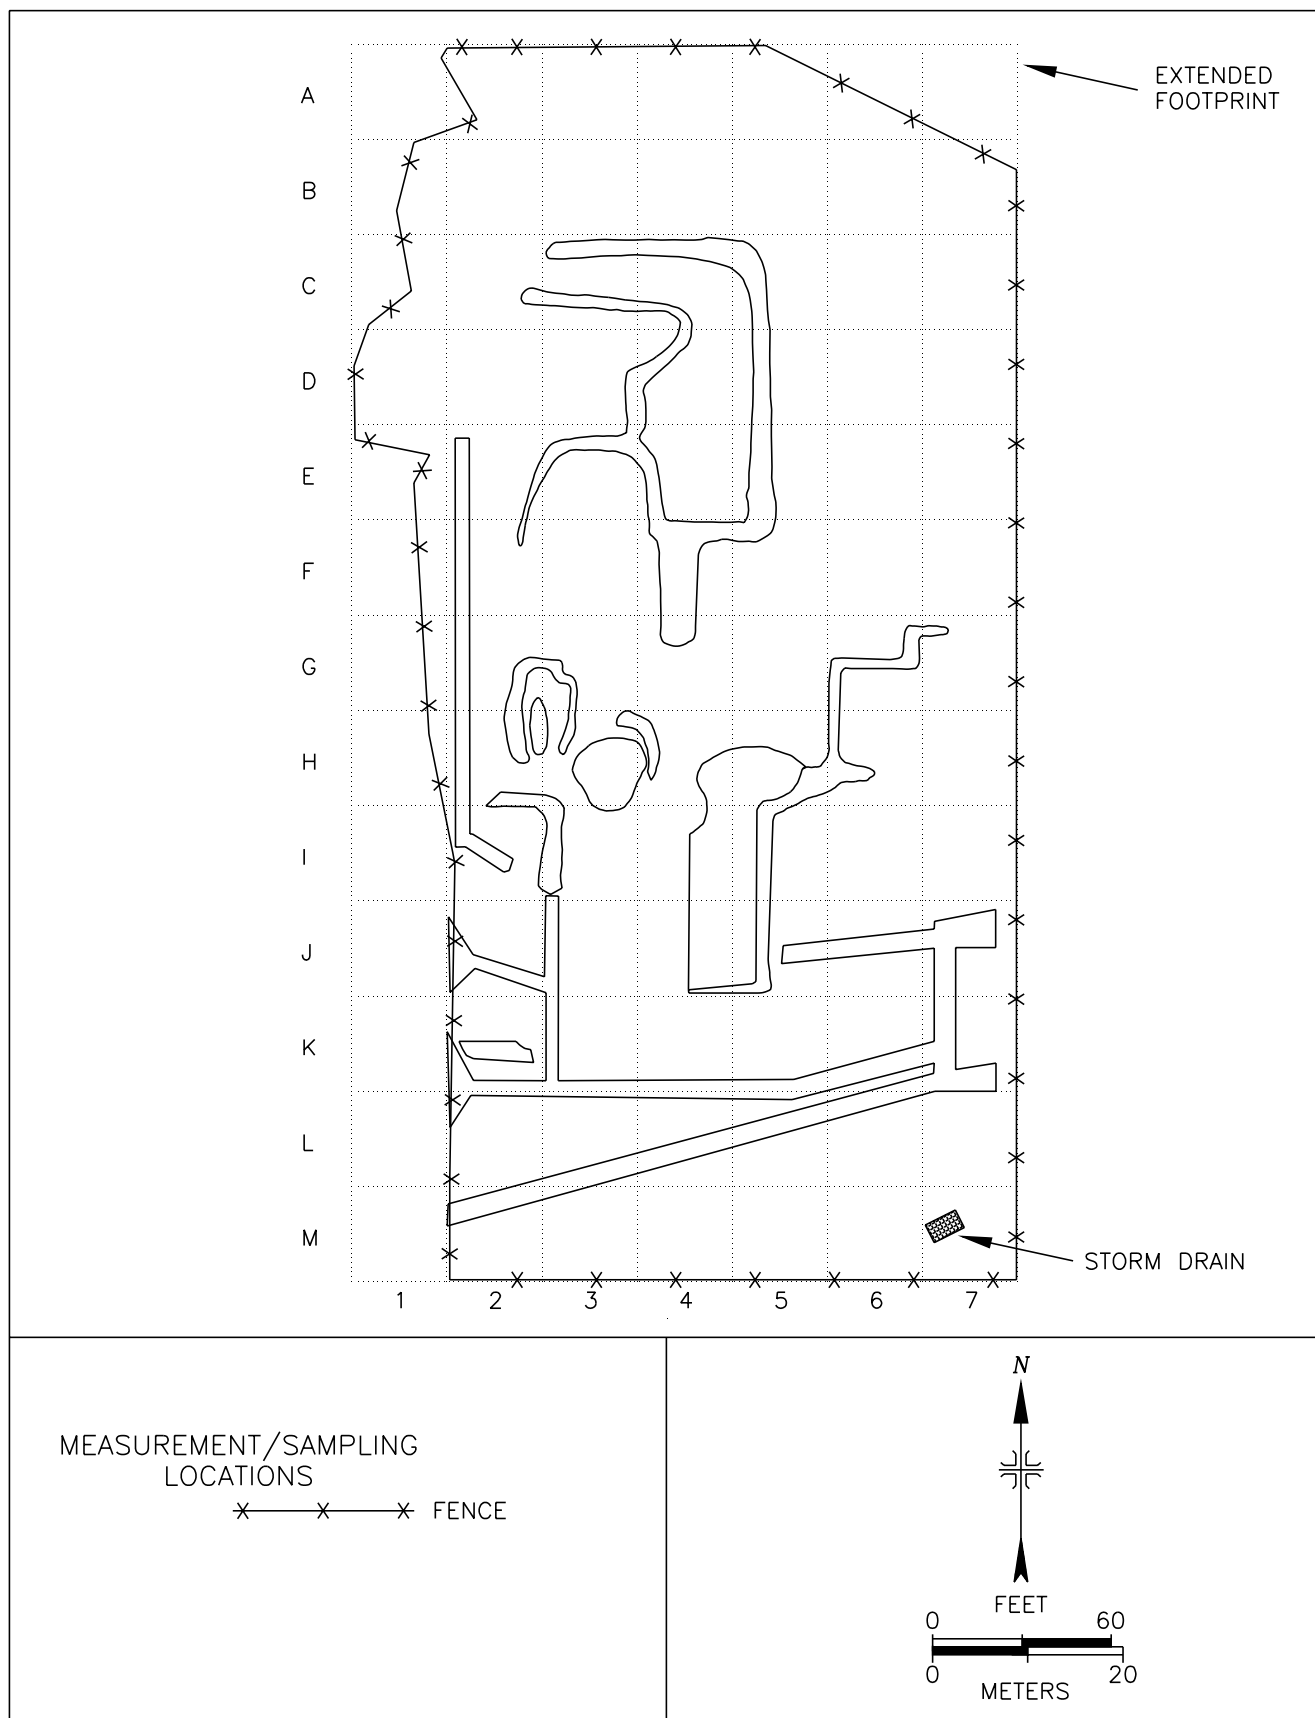 EXTENDED
FOOTPRINT
A
B
C
D
E
F
G
H
I
J
K
L
M
STORM DRAIN
1 2 3 4 5 6 7
MEASUREMENT/SAMPLING
LOCATIONS
FENCE
N
FEET
0 60
0 20
METERS